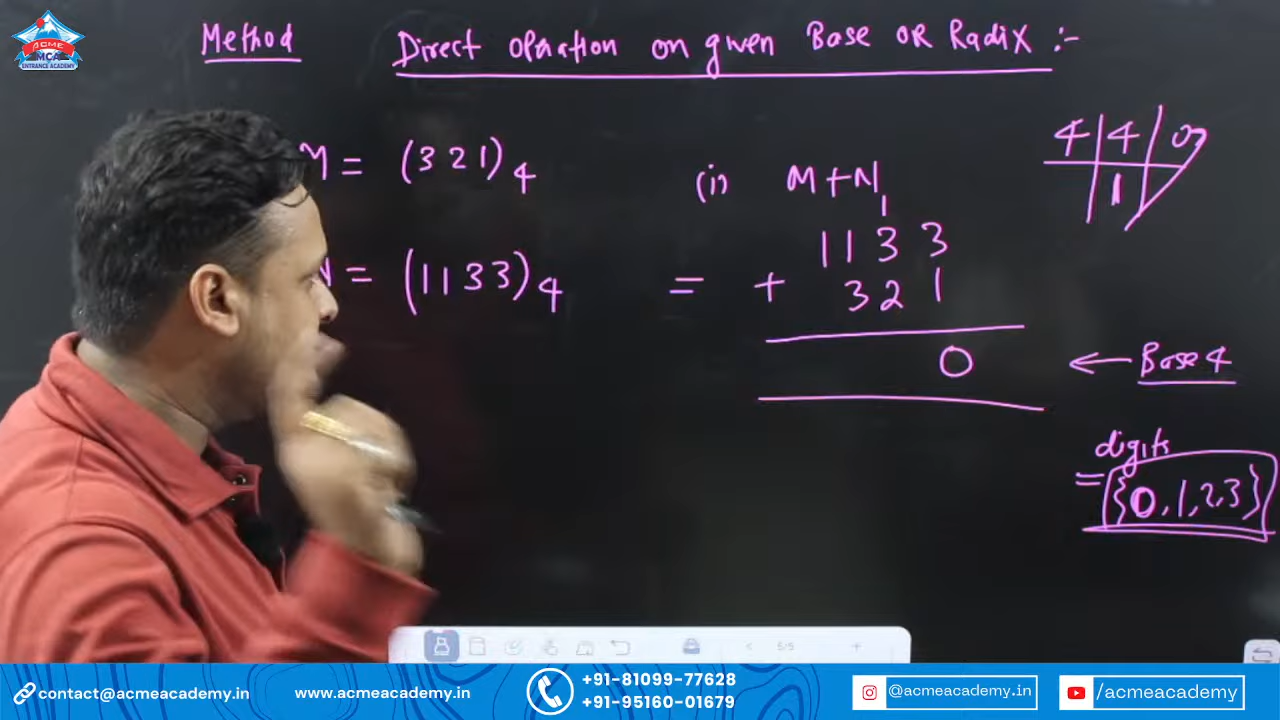 ACME
MCA
ENTRANCE ACADEMY
Method Direct Operation on given Base OR Radix :-
M = (321)4
N = (1133)4
(i) M+N
1
1133
= + 321
0 ← Base 4
digits
= {0,1,2,3}
4 | 4 | 0
1
5/5
contact@acmeacademy.in
www.acmeacademy.in
+91-81099-77628
+91-95160-01679
@acmeacademy.in
/acmeacademy